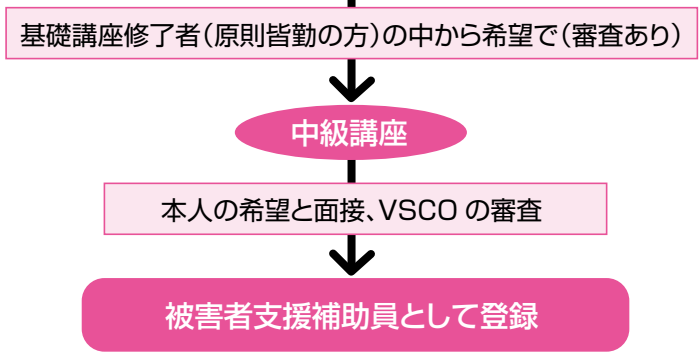 基礎講座修了者(原則皆勤の方)の中から希望で(審査あり)
中級講座
本人の希望と面接、VSCO の審査
被害者支援補助員として登録